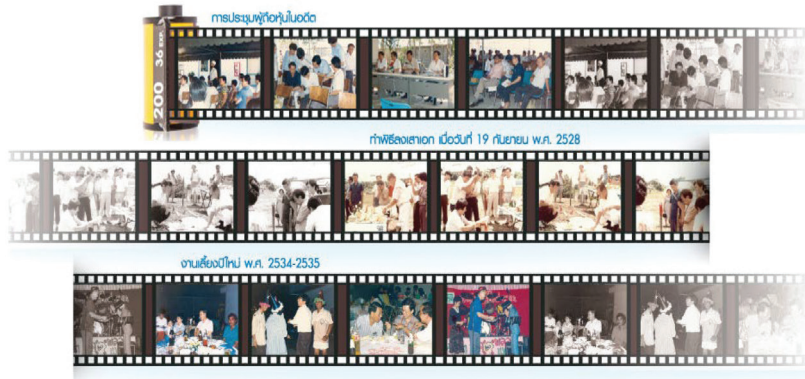 การประชุมผู้ถือหุ้นในอดีต
200 36 EXP.
ทำพิธีลงเสาเอก เมื่อวันที่ 19 กันยายน พ.ศ. 2528
งานเลี้ยงปีใหม่ พ.ศ. 2534-2535